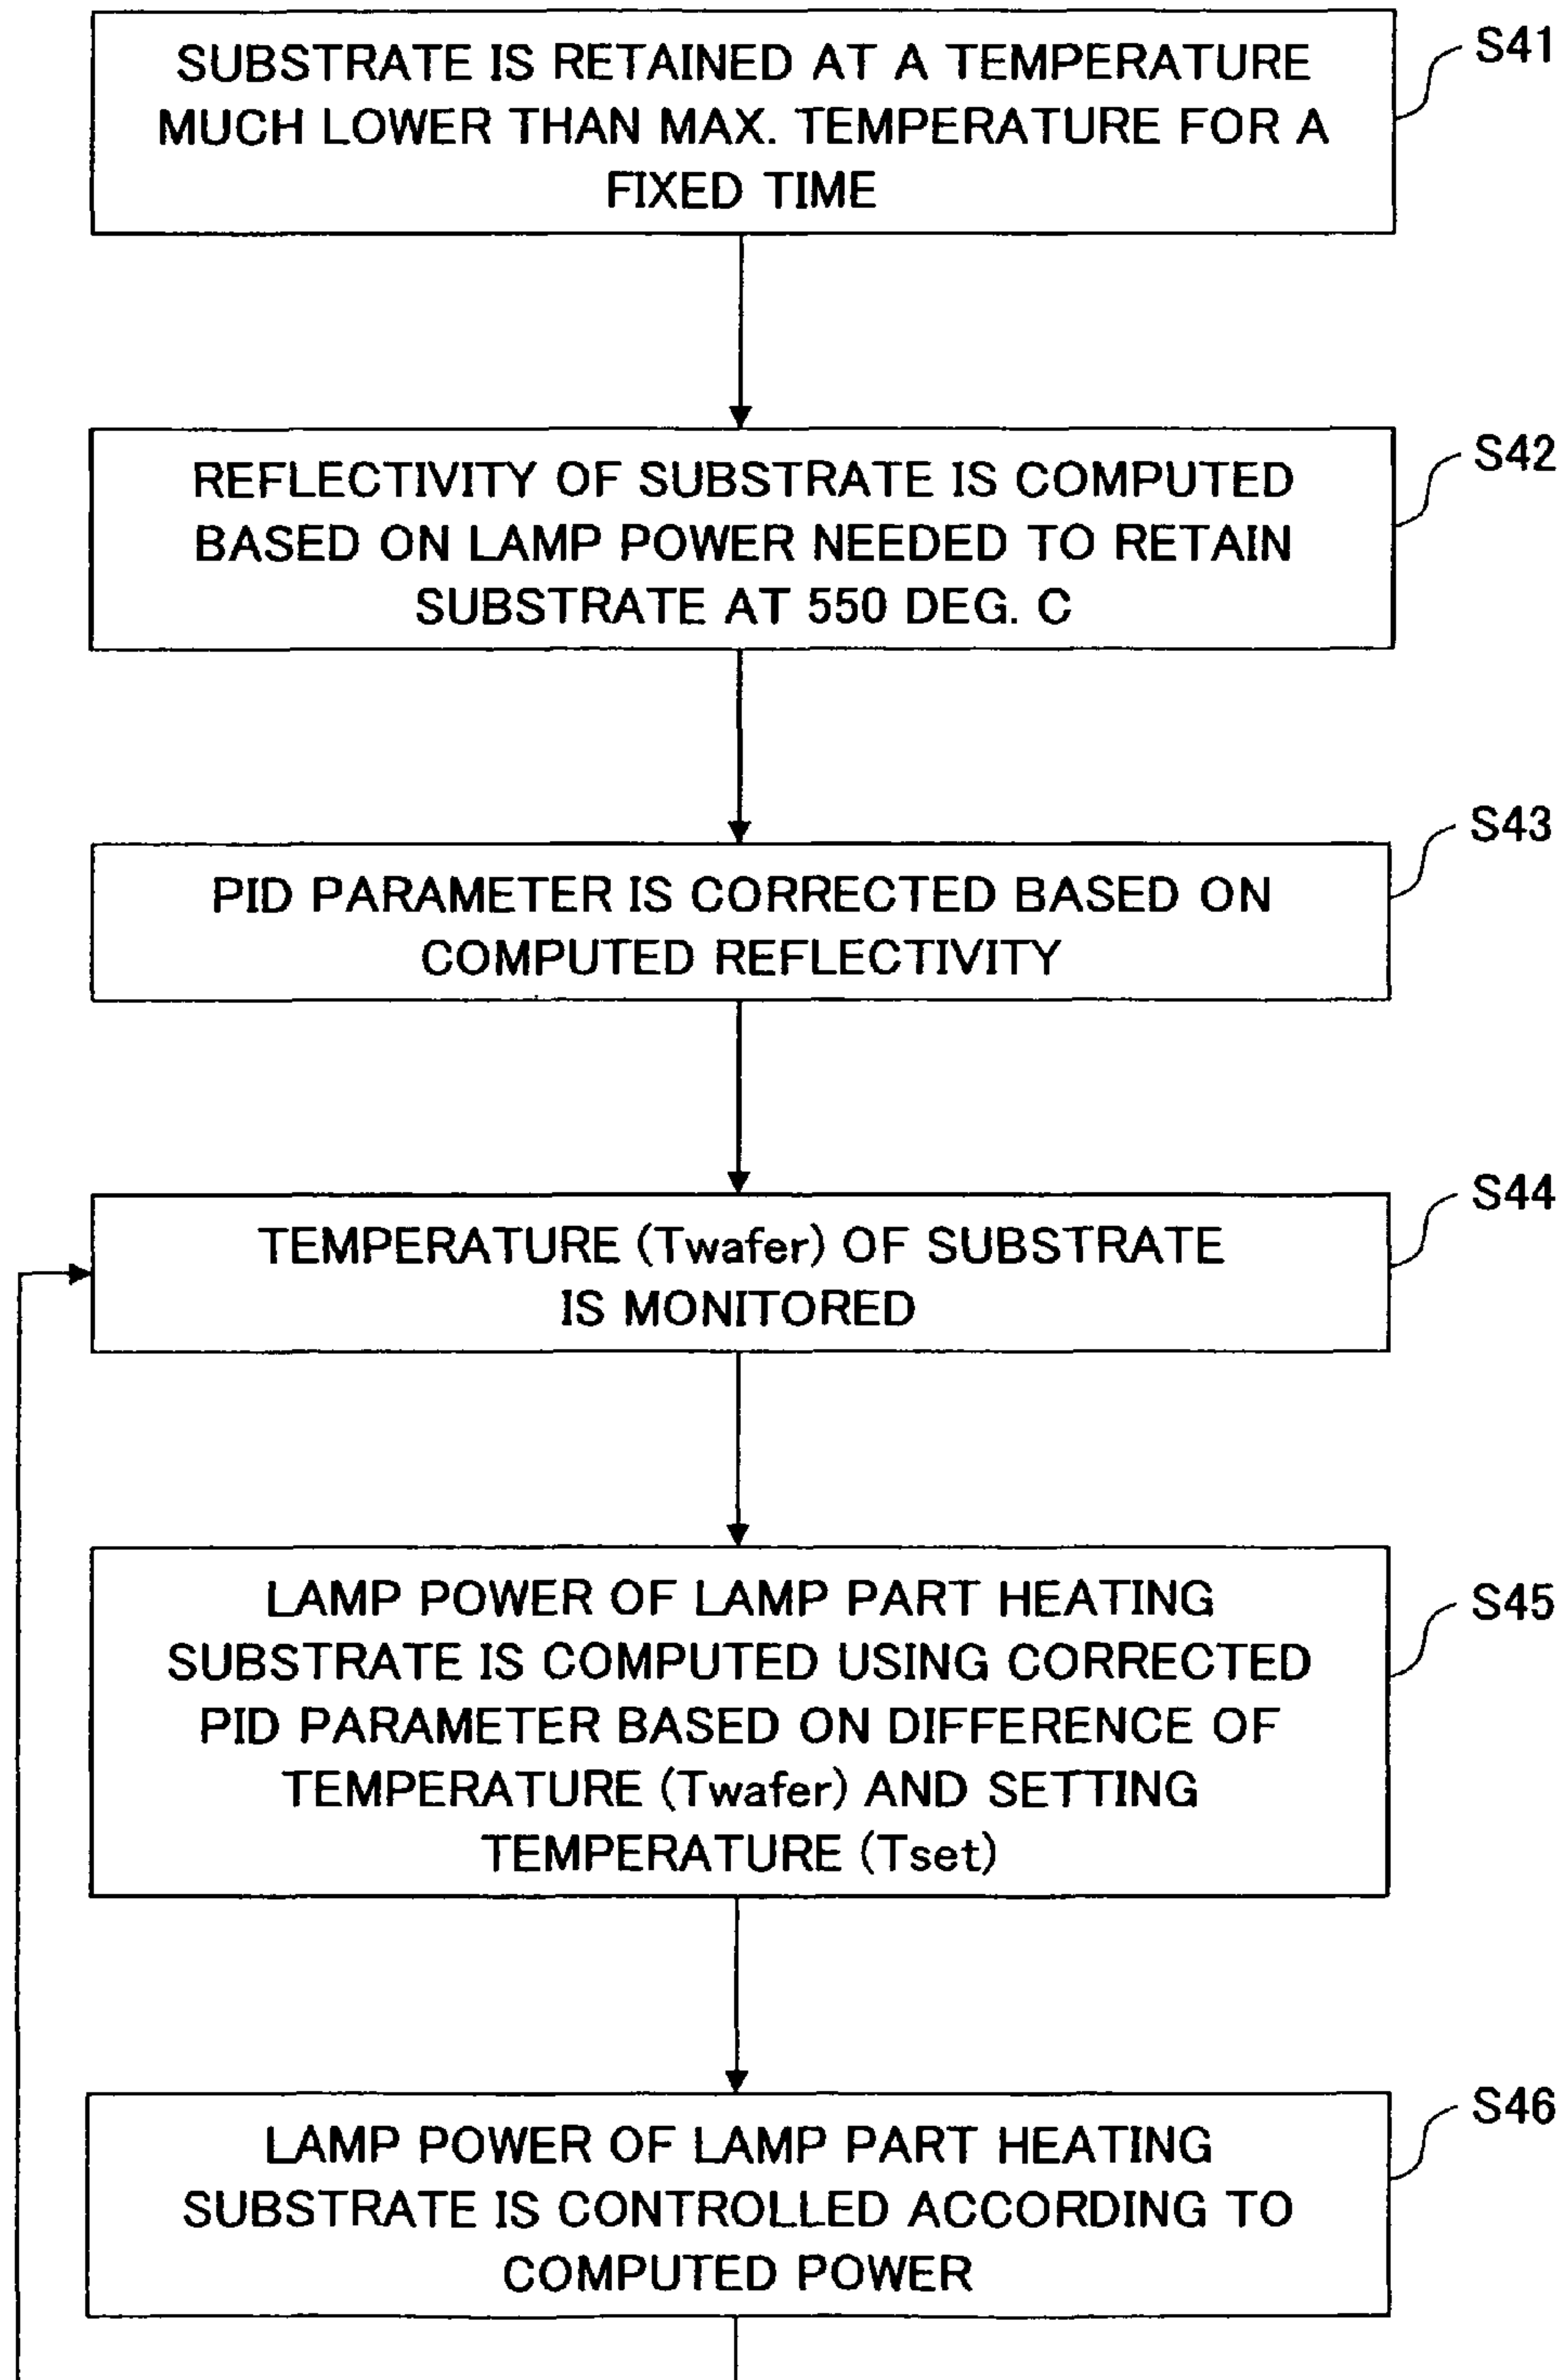 SUBSTRATE IS RETAINED AT A TEMPERATURE
MUCH LOWER THAN MAX. TEMPERATURE FOR A
FIXED TIME
S41
REFLECTIVITY OF SUBSTRATE IS COMPUTED
BASED ON LAMP POWER NEEDED TO RETAIN
SUBSTRATE AT 550 DEG. C
S42
PID PARAMETER IS CORRECTED BASED ON
COMPUTED REFLECTIVITY
S43
TEMPERATURE (Twafer) OF SUBSTRATE
IS MONITORED
S44
LAMP POWER OF LAMP PART HEATING
SUBSTRATE IS COMPUTED USING CORRECTED
PID PARAMETER BASED ON DIFFERENCE OF
TEMPERATURE (Twafer) AND SETTING
TEMPERATURE (Tset)
S45
LAMP POWER OF LAMP PART HEATING
SUBSTRATE IS CONTROLLED ACCORDING TO
COMPUTED POWER
S46